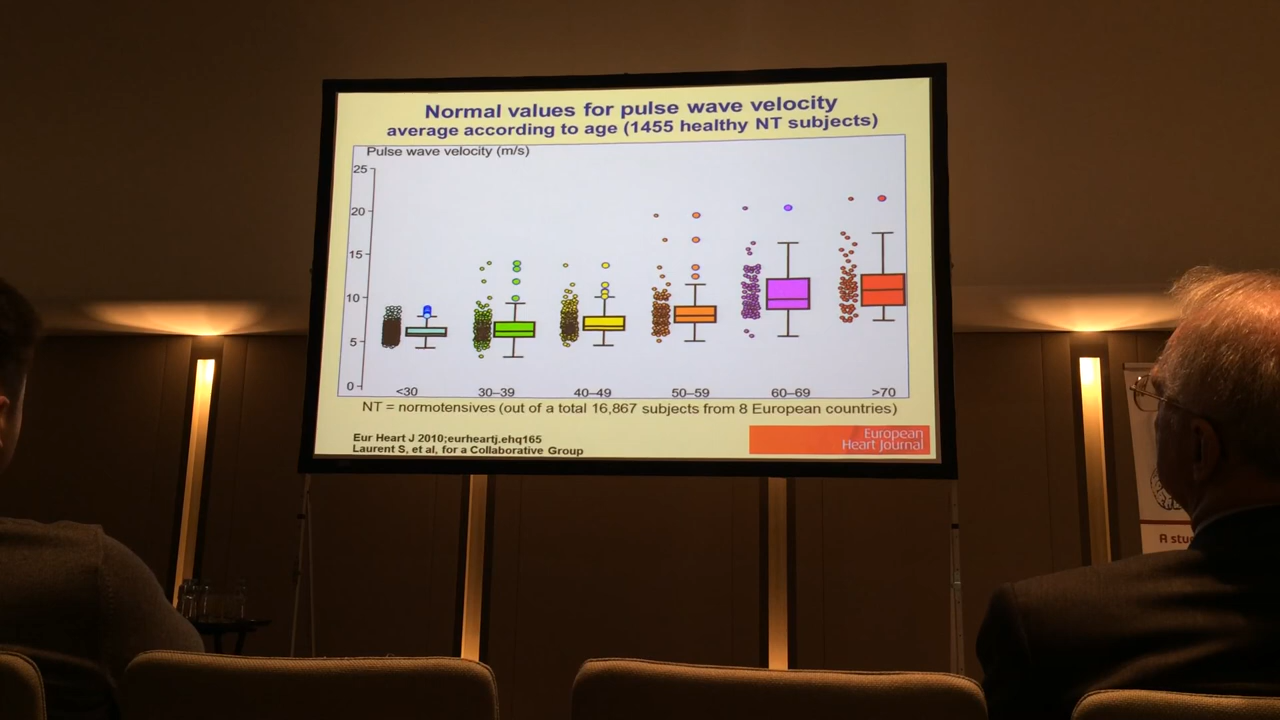 Normal values for pulse wave velocity
average according to age (1455 healthy NT subjects)
Pulse wave velocity (m/s)
25
20
15
10
5
0
<30 30–39 40–49 50–59 60–69 >70
NT = normotensives (out of a total 16,867 subjects from 8 European countries)
Eur Heart J 2010;eurheartj.ehq165
Laurent S, et al, for a Collaborative Group
European
Heart Journal
A